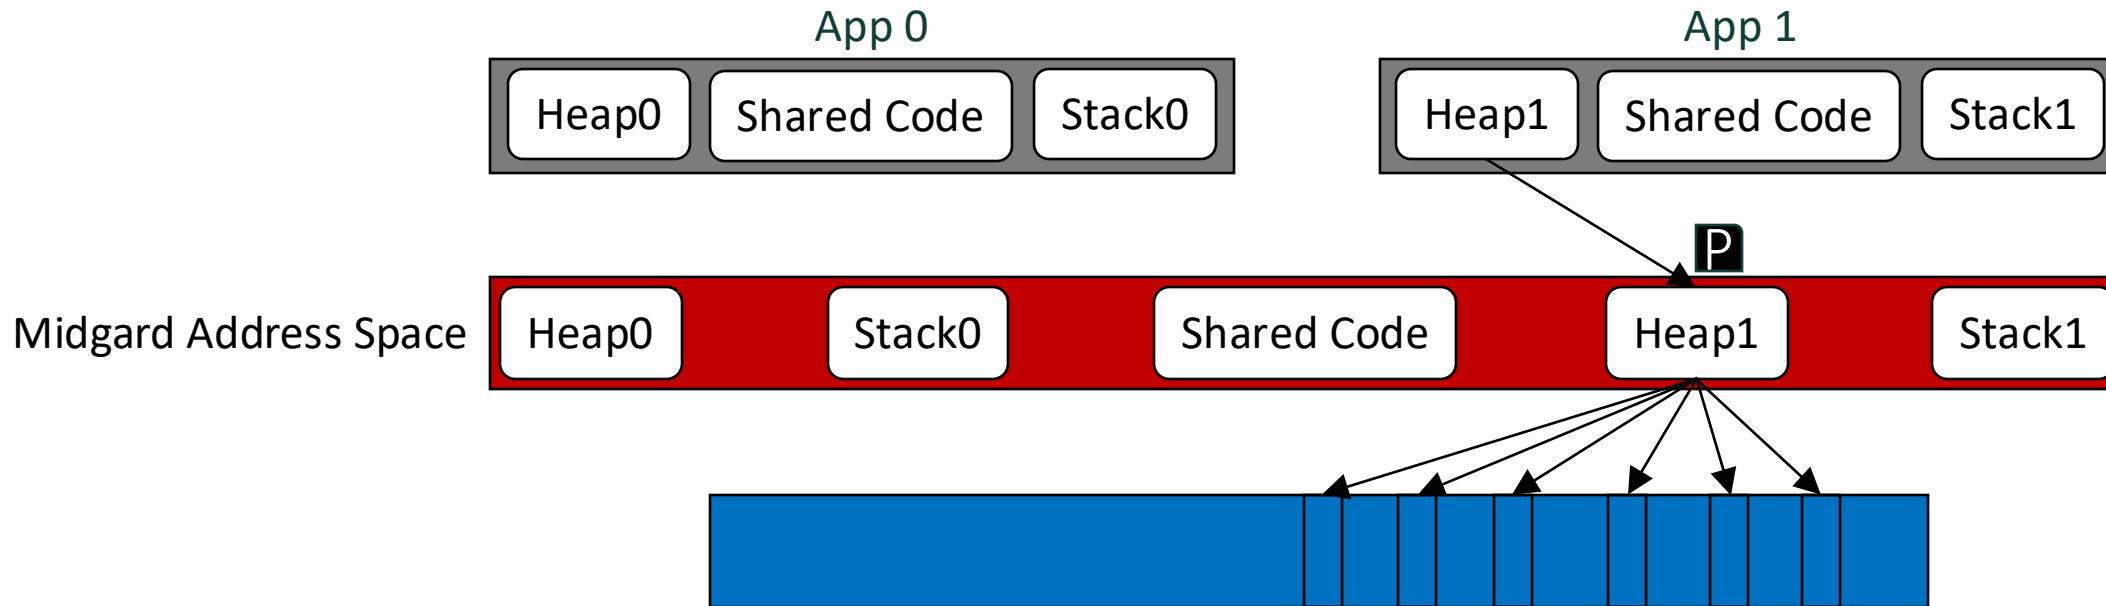 App 0
App 1
Heap0
Shared Code
Stack0
Heap1
Shared Code
Stack1
P
Midgard Address Space
Heap0
Stack0
Shared Code
Heap1
Stack1